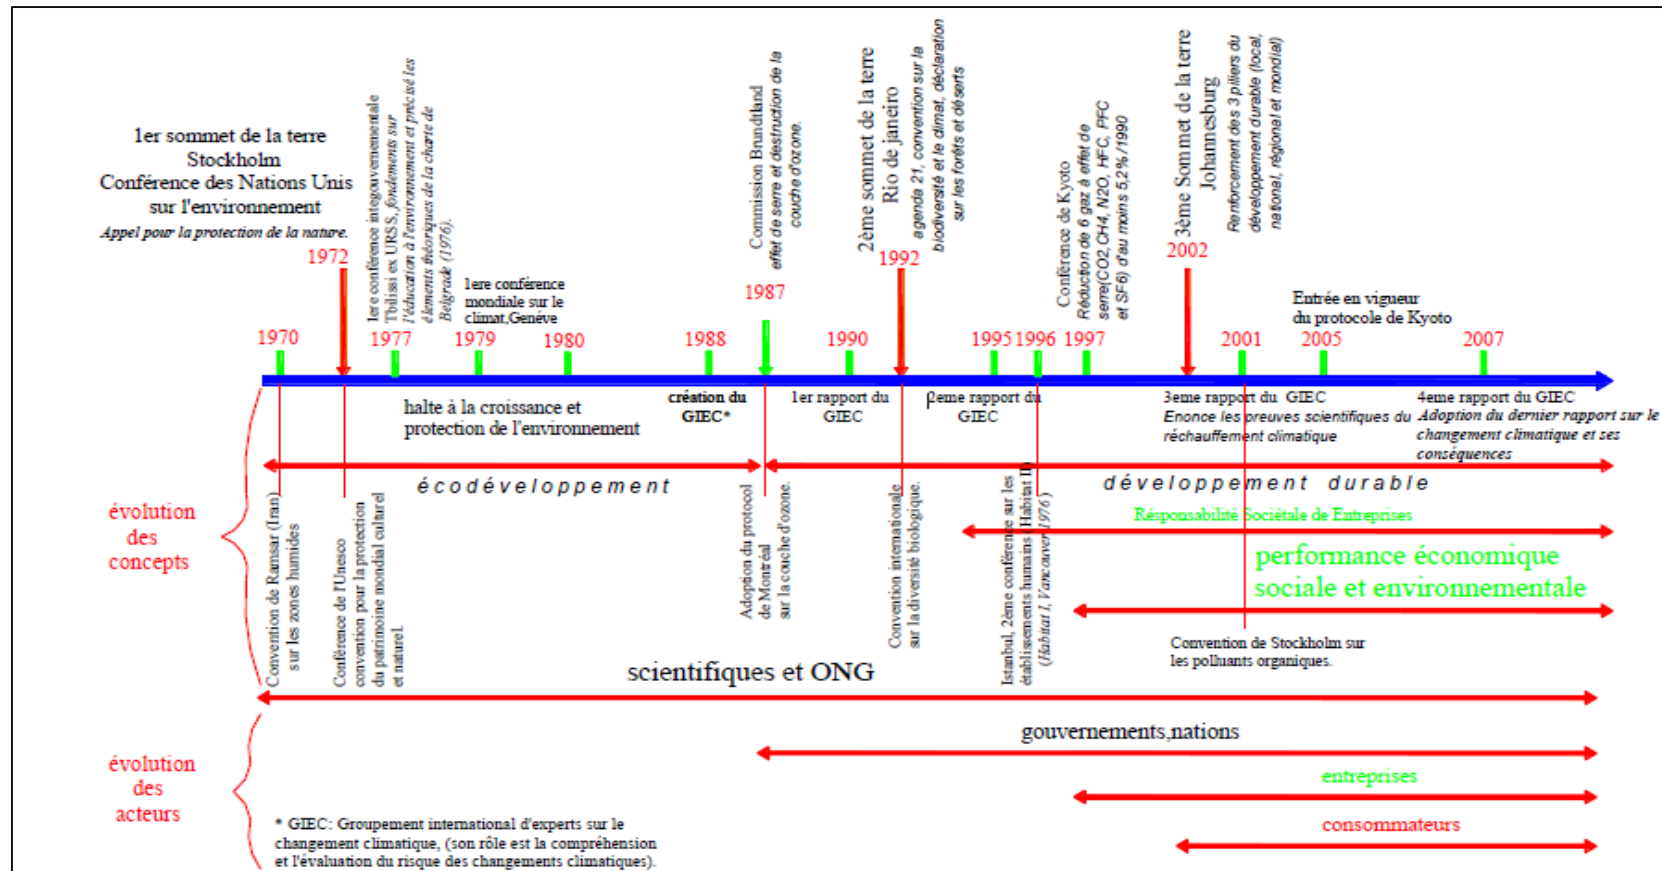 1er sommet de la terre
Stockholm
Conférence des Nations Unis
sur l'environnement
Appel pour la protection de la nature.
1972
1ere conférence integouvernementale
Tbilissi ex URSS, fondements sur
l'éducation à l'environnement et précisé les
élements théoriques de la charte de
Belgrade (1976).
1ere conférence
mondiale sur le
climat,Genéve
Commission Brundtland
effet de serre et destruction de la
couche d'ozone.
1987
2ème sommet de la terre
Rio de janeiro
agenda 21, convention sur la
biodiversité et le climat, déclaration
sur les forêts et déserts
1992
Conférence de Kyoto
Réduction de 6 gaz à effet de
serre(CO2,CH4, N2O, HFC, PFC
et SF6) d'au moins 5,2%/1990
3ème Sommet de la terre
Johannesburg
Renforcement des 3 piliers du
développement durable (local,
national, régional et mondial)
2002
Entrée en vigueur
du protocole de Kyoto
1970
1977
1979
1980
1988
1990
1995
1996
1997
2001
2005
2007
halte à la croissance et
protection de l'environnement
création du
GIEC*
1er rapport du
GIEC
2eme rapport du
GIEC
3eme rapport du GIEC
Enonce les preuves scientifiques du
réchauffement climatique
4eme rapport du GIEC
Adoption du dernier rapport sur le
changement climatique et ses
conséquences
écodéveloppement
développement durable
évolution
des
concepts
Convention de Ramsar (Iran)
sur les zones humides
Conférence de l'Unesco
convention pour la protection
du patrimoine mondial culturel
et naturel.
Adoption du protocol
de Montréal
sur la couche d'ozone.
Convention internationale
sur la diversité biologique.
Istanbul, 2ème conférence sur les
établissements humains (Habitat II)
(Habitat I, Vancouver 1976)
Résponsabilité Sociétale de Entreprises
performance économique
sociale et environnementale
Convention de Stockholm sur
les polluants organiques.
scientifiques et ONG
évolution
des
acteurs
gouvernements,nations
entreprises
consommateurs
* GIEC: Groupement international d'experts sur le
changement climatique, (son rôle est la compréhension
et l'évaluation du risque des changements climatiques).